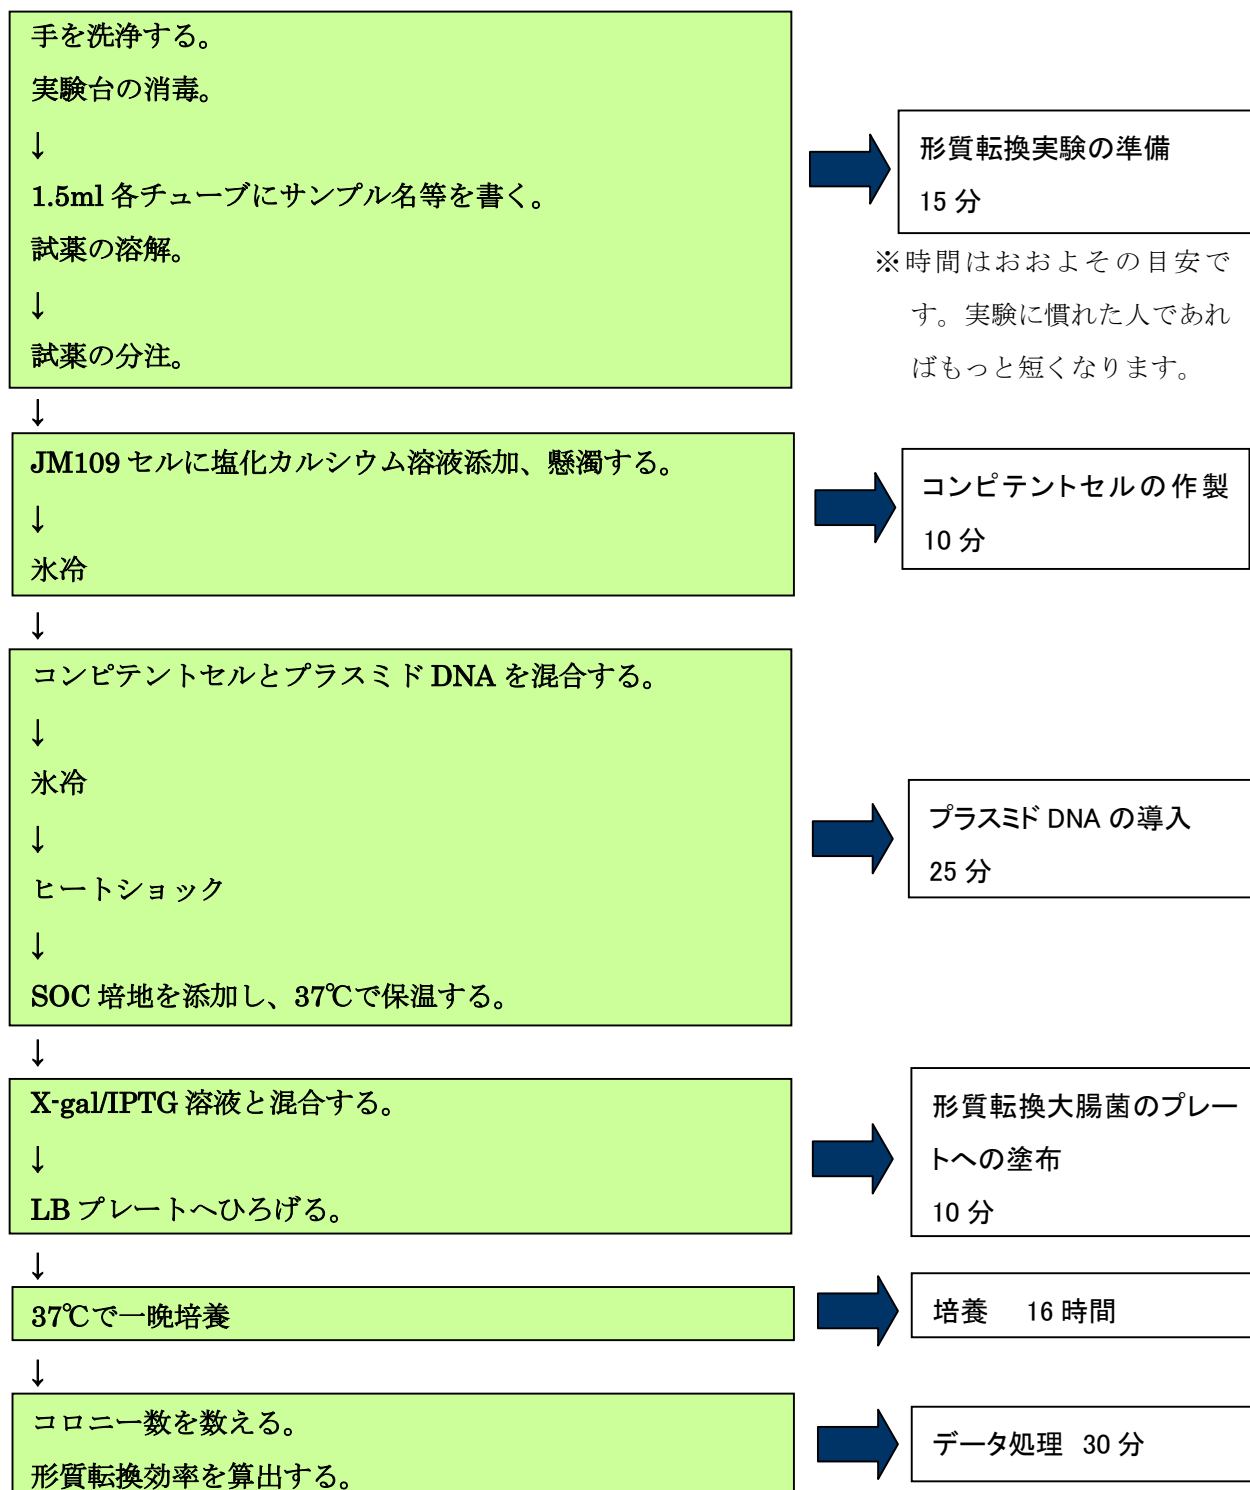 手を洗浄する。
実験台の消毒。
↓
1.5ml 各チューブにサンプル名等を書く。
試薬の溶解。
↓
試薬の分注。
形質転換実験の準備
15 分
※時間はおおよその目安で
す。実験に慣れた人であれ
ばもっと短くなります。
↓
JM109 セルに塩化カルシウム溶液添加、懸濁する。
↓
氷冷
コンピテントセルの作製
10 分
↓
コンピテントセルとプラスミド DNA を混合する。
↓
氷冷
↓
ヒートショック
↓
SOC 培地を添加し、37℃で保温する。
プラスミド DNA の導入
25 分
↓
X-gal/IPTG 溶液と混合する。
↓
LB プレートへひろげる。
形質転換大腸菌のプレー
トへの塗布
10 分
↓
37℃で一晩培養
培養 16 時間
↓
コロニー数を数える。
形質転換効率を算出する。
データ処理 30 分